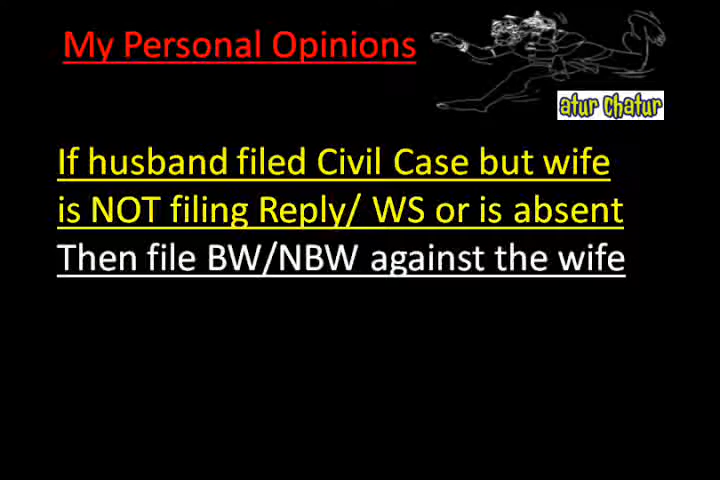 My Personal Opinions
atur chatur
If husband filed Civil Case but wife
is NOT filing Reply/ WS or is absent
Then file BW/NBW against the wife